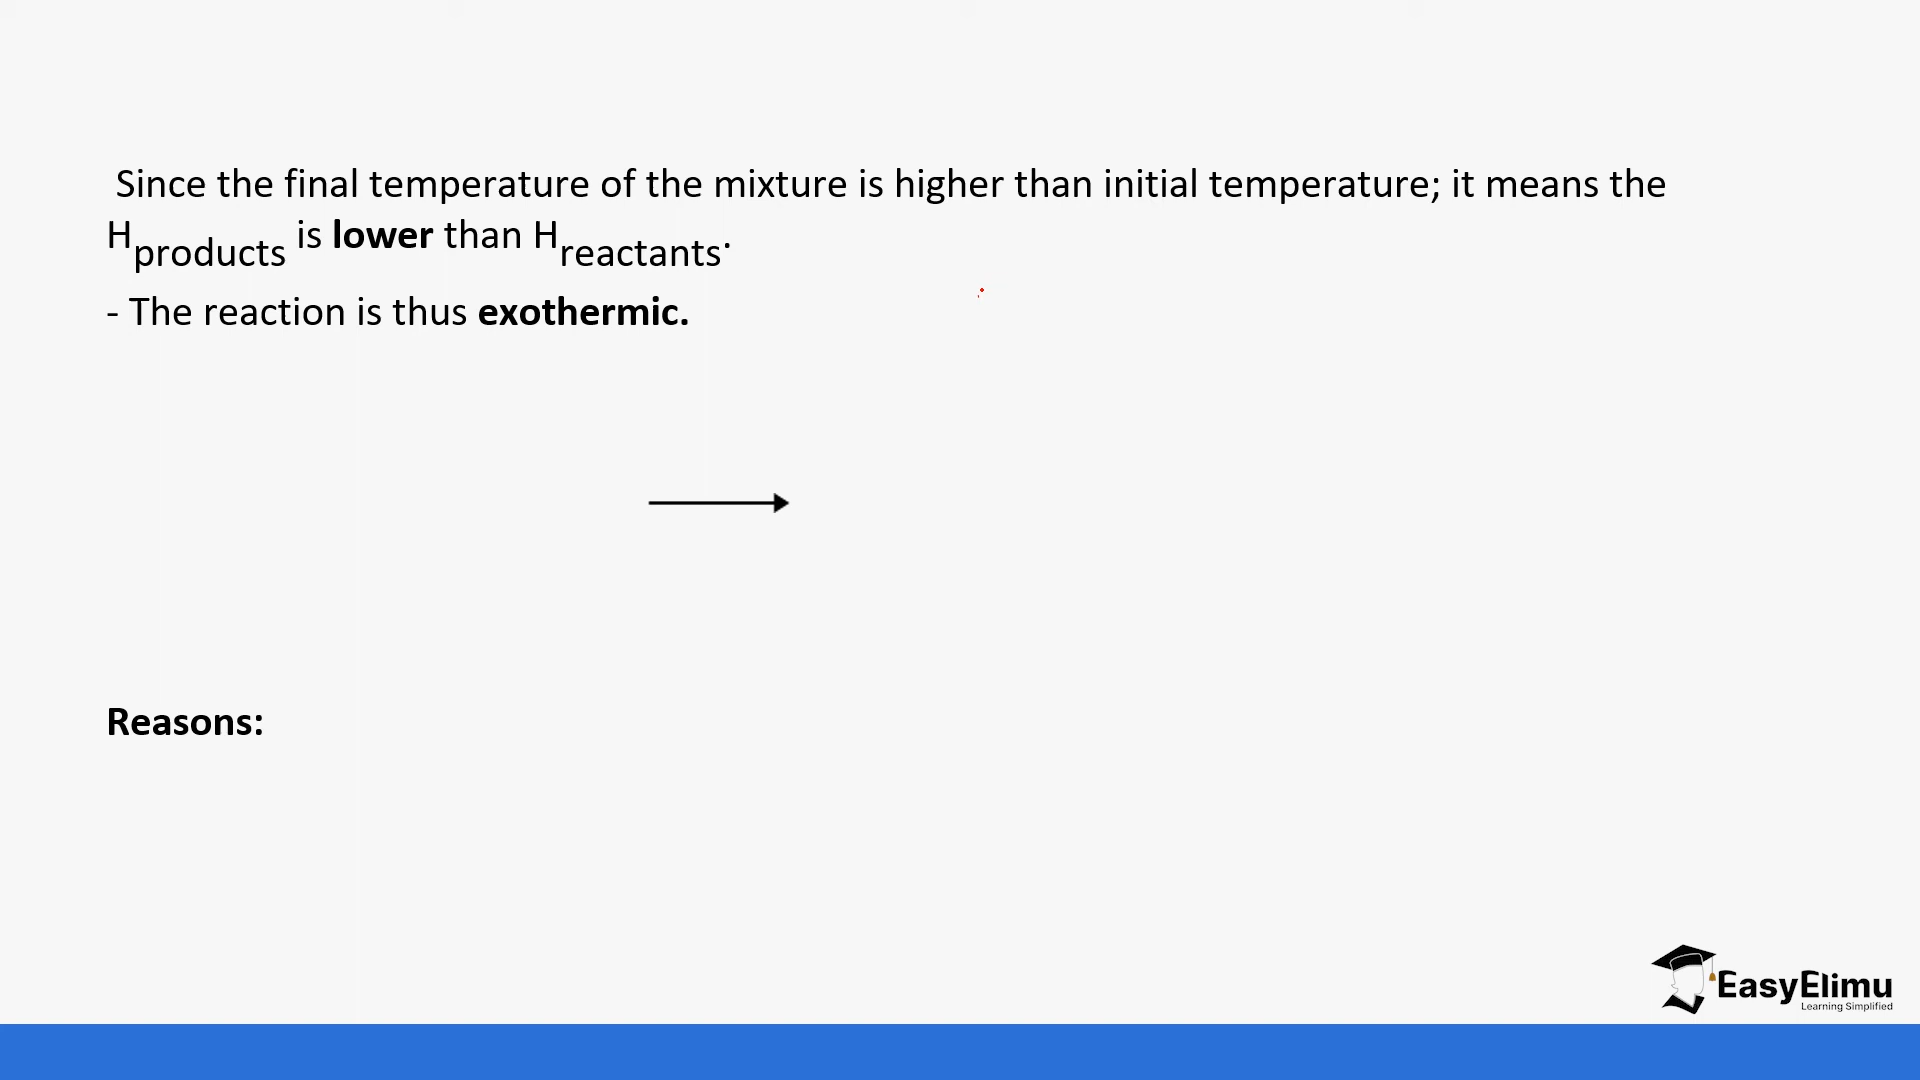 Since the final temperature of the mixture is higher than initial temperature; it means the
Hproducts is lower than Hreactants.
- The reaction is thus exothermic.
Reasons:
EasyElimu
Learning Simplified